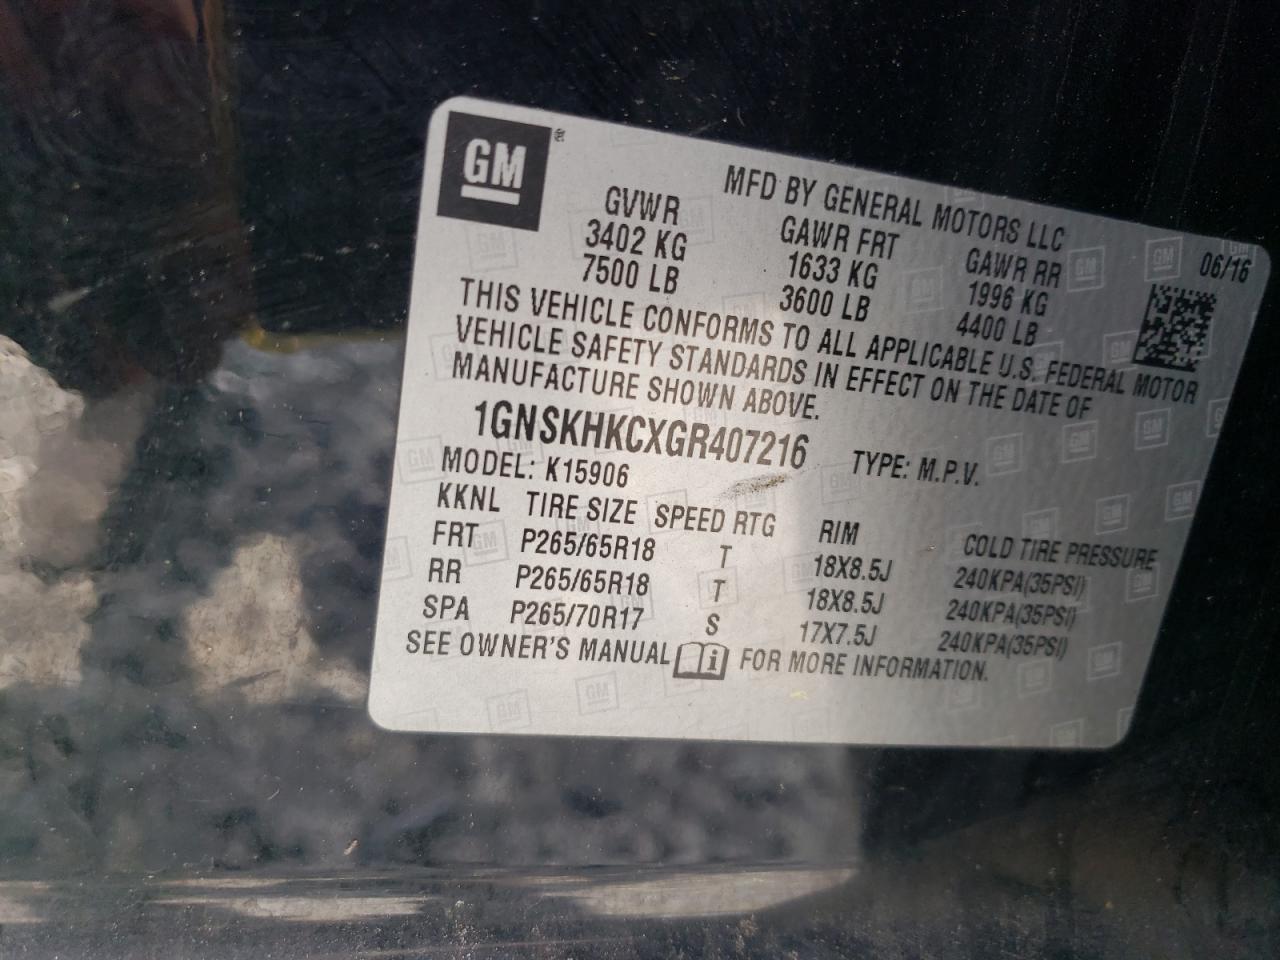 GM®
MFD BY GENERAL MOTORS LLC
06/16
GVWR GAWR FRT GAWR RR
3402 KG 1633 KG 1996 KG
7500 LB 3600 LB 4400 LB
THIS VEHICLE CONFORMS TO ALL APPLICABLE U.S. FEDERAL MOTOR
VEHICLE SAFETY STANDARDS IN EFFECT ON THE DATE OF
MANUFACTURE SHOWN ABOVE.
1GNSKHKCXGR407216 TYPE: M.P.V.
MODEL: K15906
KKNL TIRE SIZE SPEED RTG RIM COLD TIRE PRESSURE
FRT P265/65R18 T 18X8.5J 240KPA(35PSI)
RR P265/65R18 T 18X8.5J 240KPA(35PSI)
SPA P265/70R17 S 17X7.5J 240KPA(35PSI)
SEE OWNER'S MANUAL i FOR MORE INFORMATION.